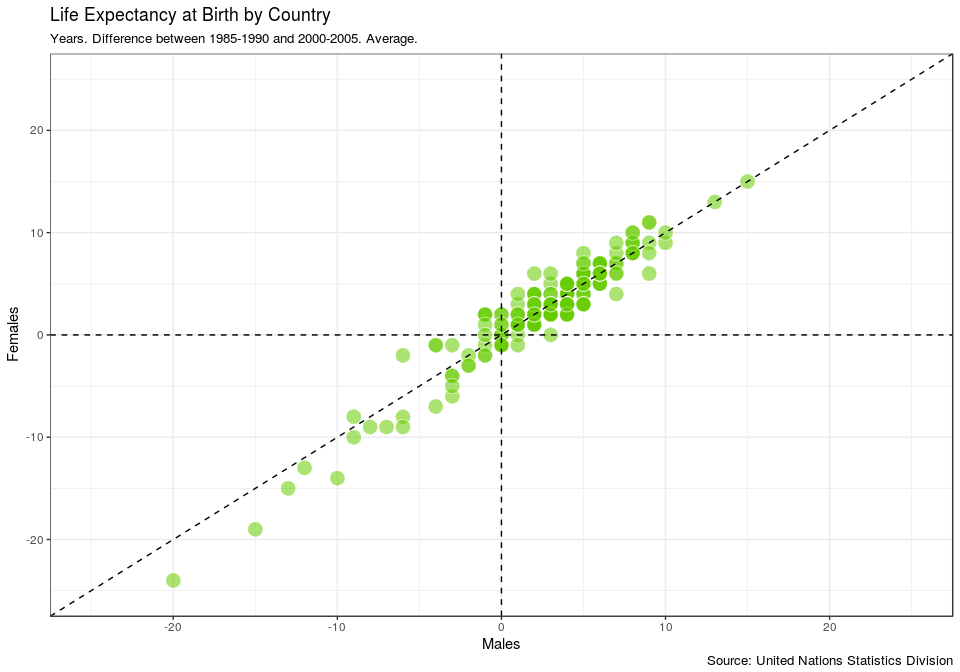 Life Expectancy at Birth by Country
Years. Difference between 1985-1990 and 2000-2005. Average.
Females
20
10
0
-10
-20
-20
-10
0
10
20
Males
Source: United Nations Statistics Division